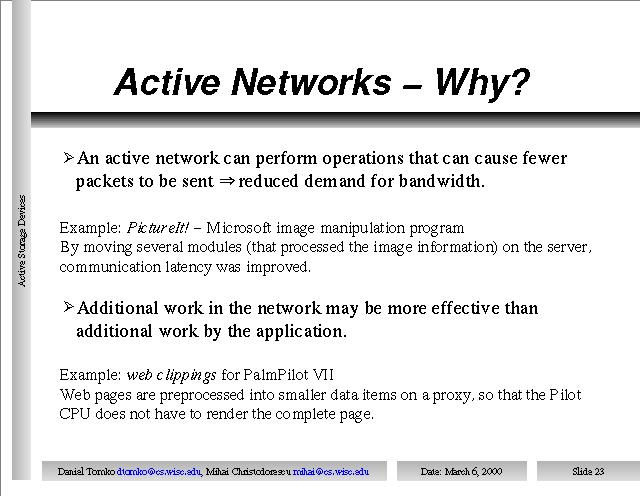 Active Networks – Why?
Active Storage Devices
➢An active network can perform operations that can cause fewer
packets to be sent ⇒ reduced demand for bandwidth.
Example: PictureIt! – Microsoft image manipulation program
By moving several modules (that processed the image information) on the server,
communication latency was improved.
➢Additional work in the network may be more effective than
additional work by the application.
Example: web clippings for PalmPilot VII
Web pages are preprocessed into smaller data items on a proxy, so that the Pilot
CPU does not have to render the complete page.
Daniel Tomko dtomko@cs.wisc.edu, Mihai Christodorescu mihai@cs.wisc.edu
Date: March 6, 2000
Slide 23